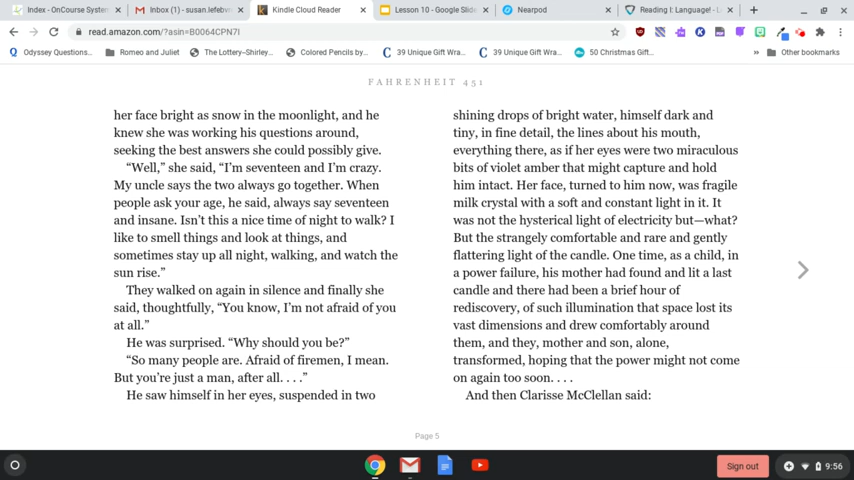 Index - OnCourse System
Inbox (1) - susan.lefebv
Kindle Cloud Reader
Lesson 10 - Google Slide
Nearpod
Reading I: Language! - L
read.amazon.com/?asin=B0064CPN7I
Odyssey Questions...
Romeo and Juliet
The Lottery--Shirley...
Colored Pencils by...
39 Unique Gift Wra...
39 Unique Gift Wra...
50 Christmas Gift...
»
Other bookmarks
FAHRENHEIT 451
her face bright as snow in the moonlight, and he
knew she was working his questions around,
seeking the best answers she could possibly give.
“Well,” she said, “I’m seventeen and I’m crazy.
My uncle says the two always go together. When
people ask your age, he said, always say seventeen
and insane. Isn’t this a nice time of night to walk? I
like to smell things and look at things, and
sometimes stay up all night, walking, and watch the
sun rise.”
They walked on again in silence and finally she
said, thoughtfully, “You know, I’m not afraid of you
at all.”
He was surprised. “Why should you be?”
“So many people are. Afraid of firemen, I mean.
But you’re just a man, after all. . . .”
He saw himself in her eyes, suspended in two
shining drops of bright water, himself dark and
tiny, in fine detail, the lines about his mouth,
everything there, as if her eyes were two miraculous
bits of violet amber that might capture and hold
him intact. Her face, turned to him now, was fragile
milk crystal with a soft and constant light in it. It
was not the hysterical light of electricity but—what?
But the strangely comfortable and rare and gently
flattering light of the candle. One time, as a child, in
a power failure, his mother had found and lit a last
candle and there had been a brief hour of
rediscovery, of such illumination that space lost its
vast dimensions and drew comfortably around
them, and they, mother and son, alone,
transformed, hoping that the power might not come
on again too soon. . . .
And then Clarisse McClellan said:
Page 5
Sign out
9:56